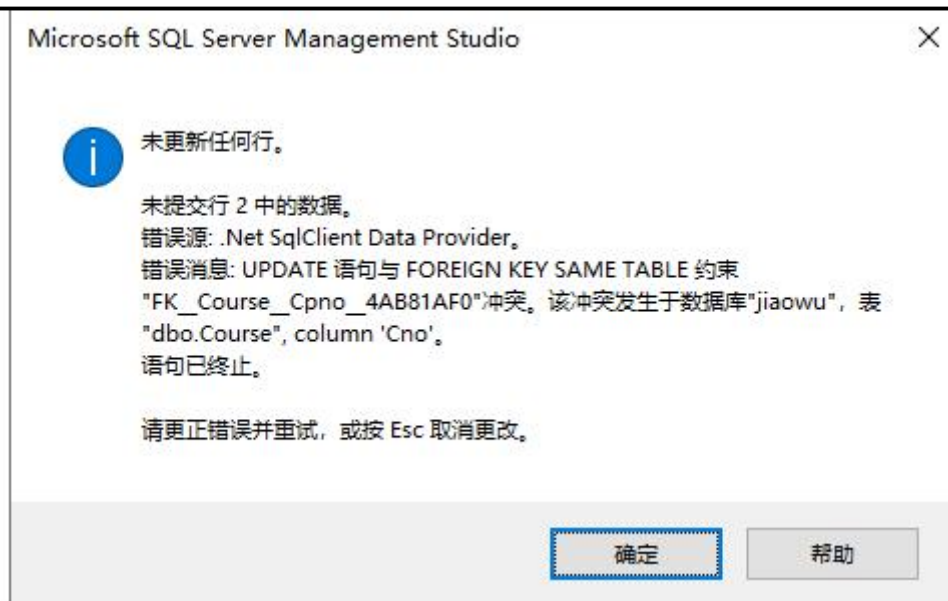 Microsoft SQL Server Management Studio
未更新任何行。
未提交行 2 中的数据。
错误源: .Net SqlClient Data Provider。
错误消息: UPDATE 语句与 FOREIGN KEY SAME TABLE 约束
"FK__Course__Cpno__4AB81AF0"冲突。该冲突发生于数据库"jiaowu"，表
"dbo.Course", column 'Cno'。
语句已终止。
请更正错误并重试，或按 Esc 取消更改。
确定
帮助